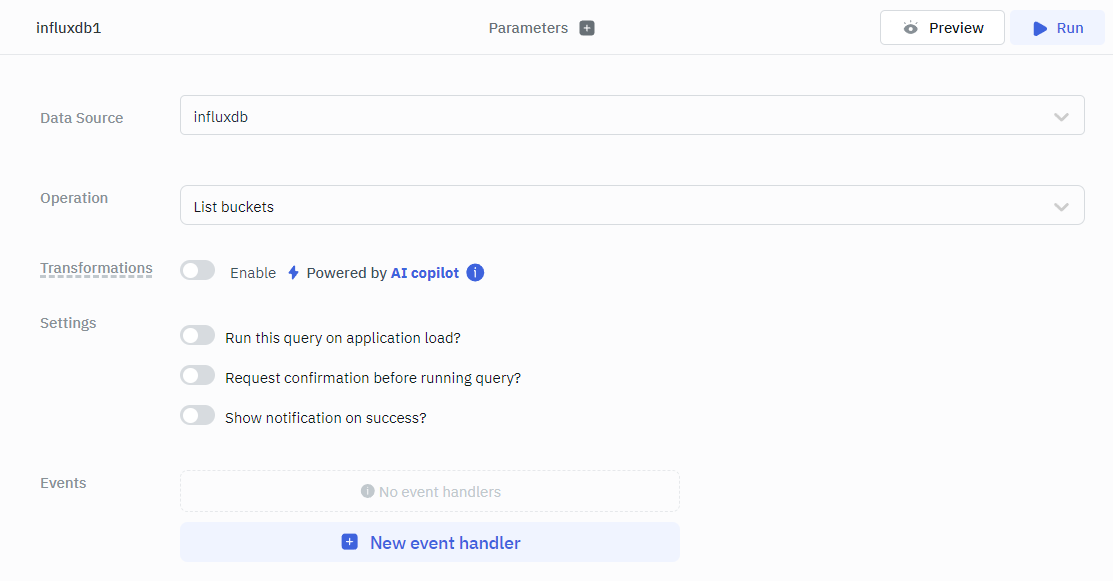 influxdb1
Parameters
Preview
Run
Data Source
influxdb
Operation
List buckets
Transformations
Enable
Powered by AI copilot
Settings
Run this query on application load?
Request confirmation before running query?
Show notification on success?
Events
No event handlers
New event handler